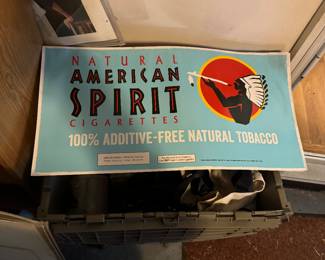 NATURAL
AMERICAN
SPIRIT
CIGARETTES
100% ADDITIVE-FREE NATURAL TOBACCO